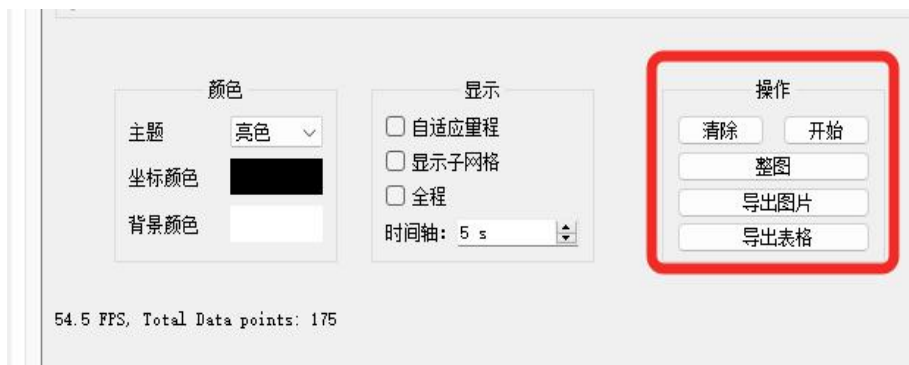 颜色
主题 亮色
坐标颜色
背景颜色
显示
自适应里程
显示子网格
全程
时间轴: 5 s
操作
清除 开始
整图
导出图片
导出表格
54.5 FPS, Total Data points: 175